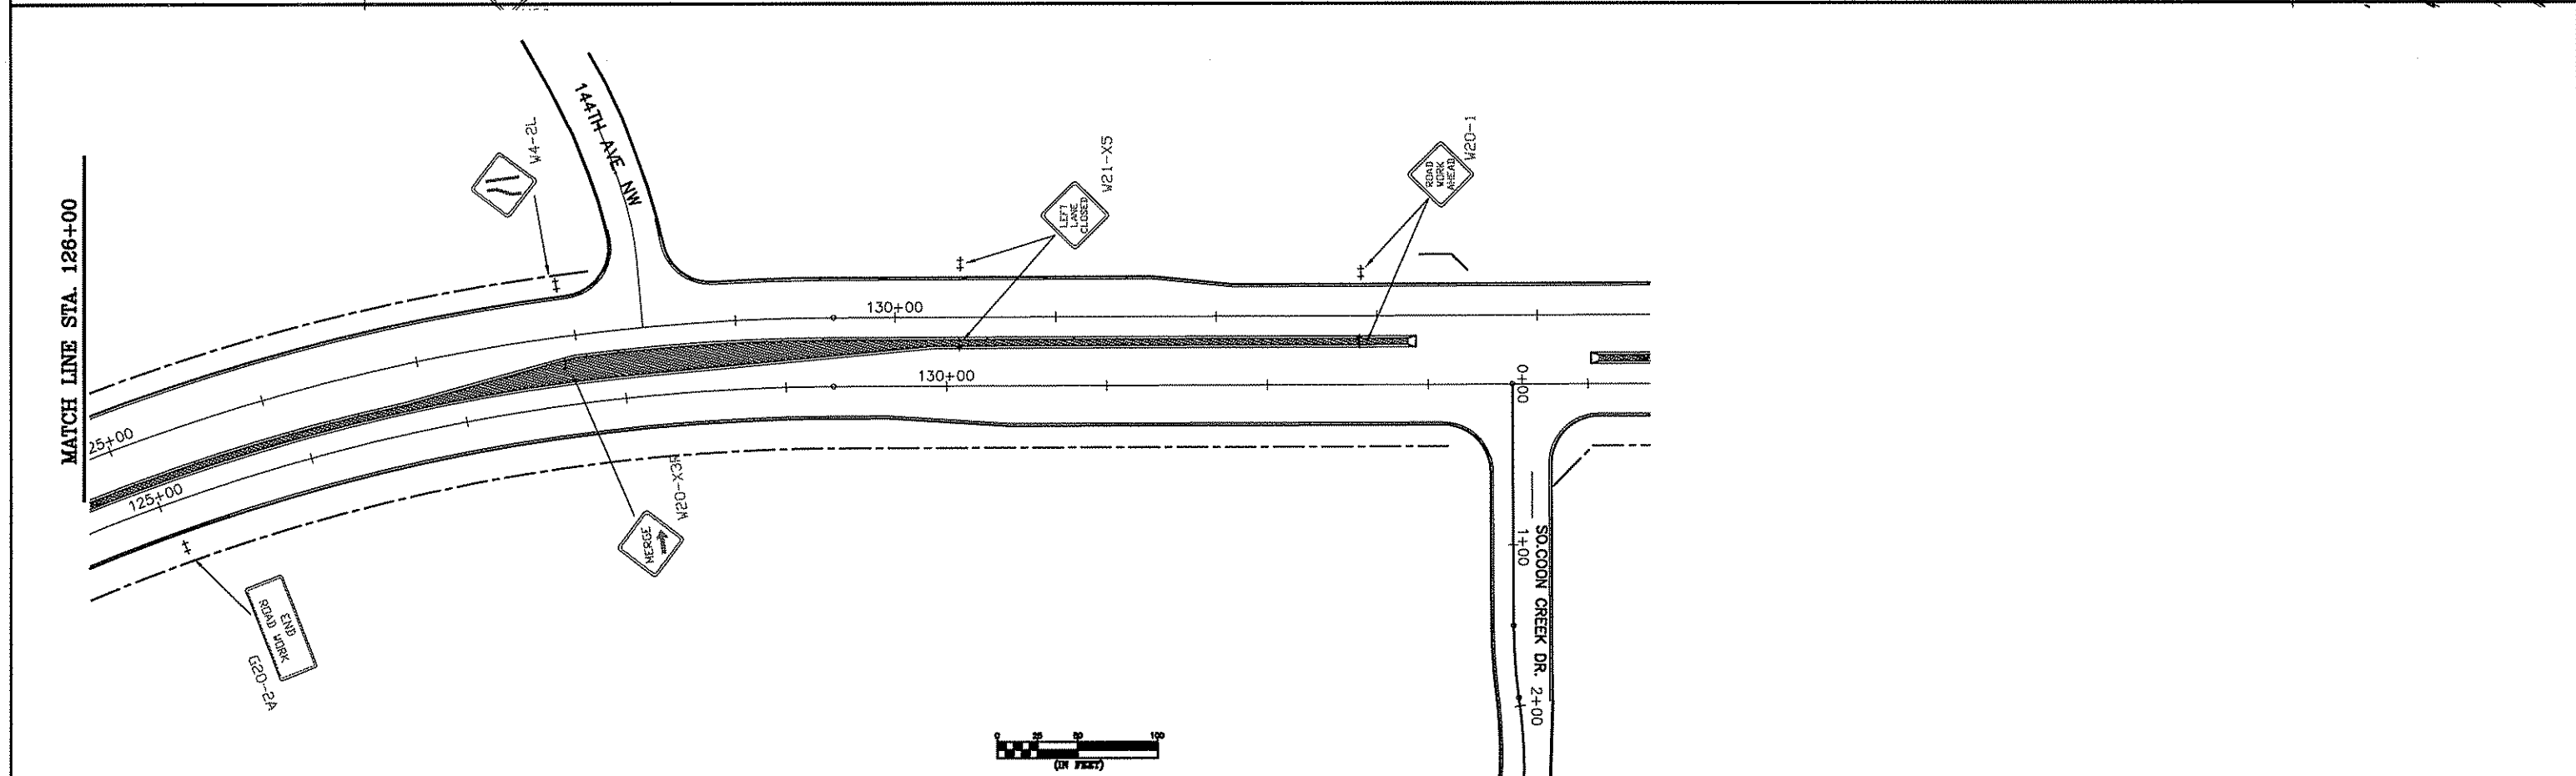 MATCH LINE STA. 126+00
144TH AVE. NW
W4-2L
LEFT
LANE
CLOSED
W21-X5
ROAD
WORK
AHEAD
W20-1
130+00
130+00
25+00
125+00
MERGE
W20-X3M
END
ROAD WORK
G20-2A
0+00
1+00
SO.COON CREEK DR.
2+00
0 25 50 100
(IN FEET)